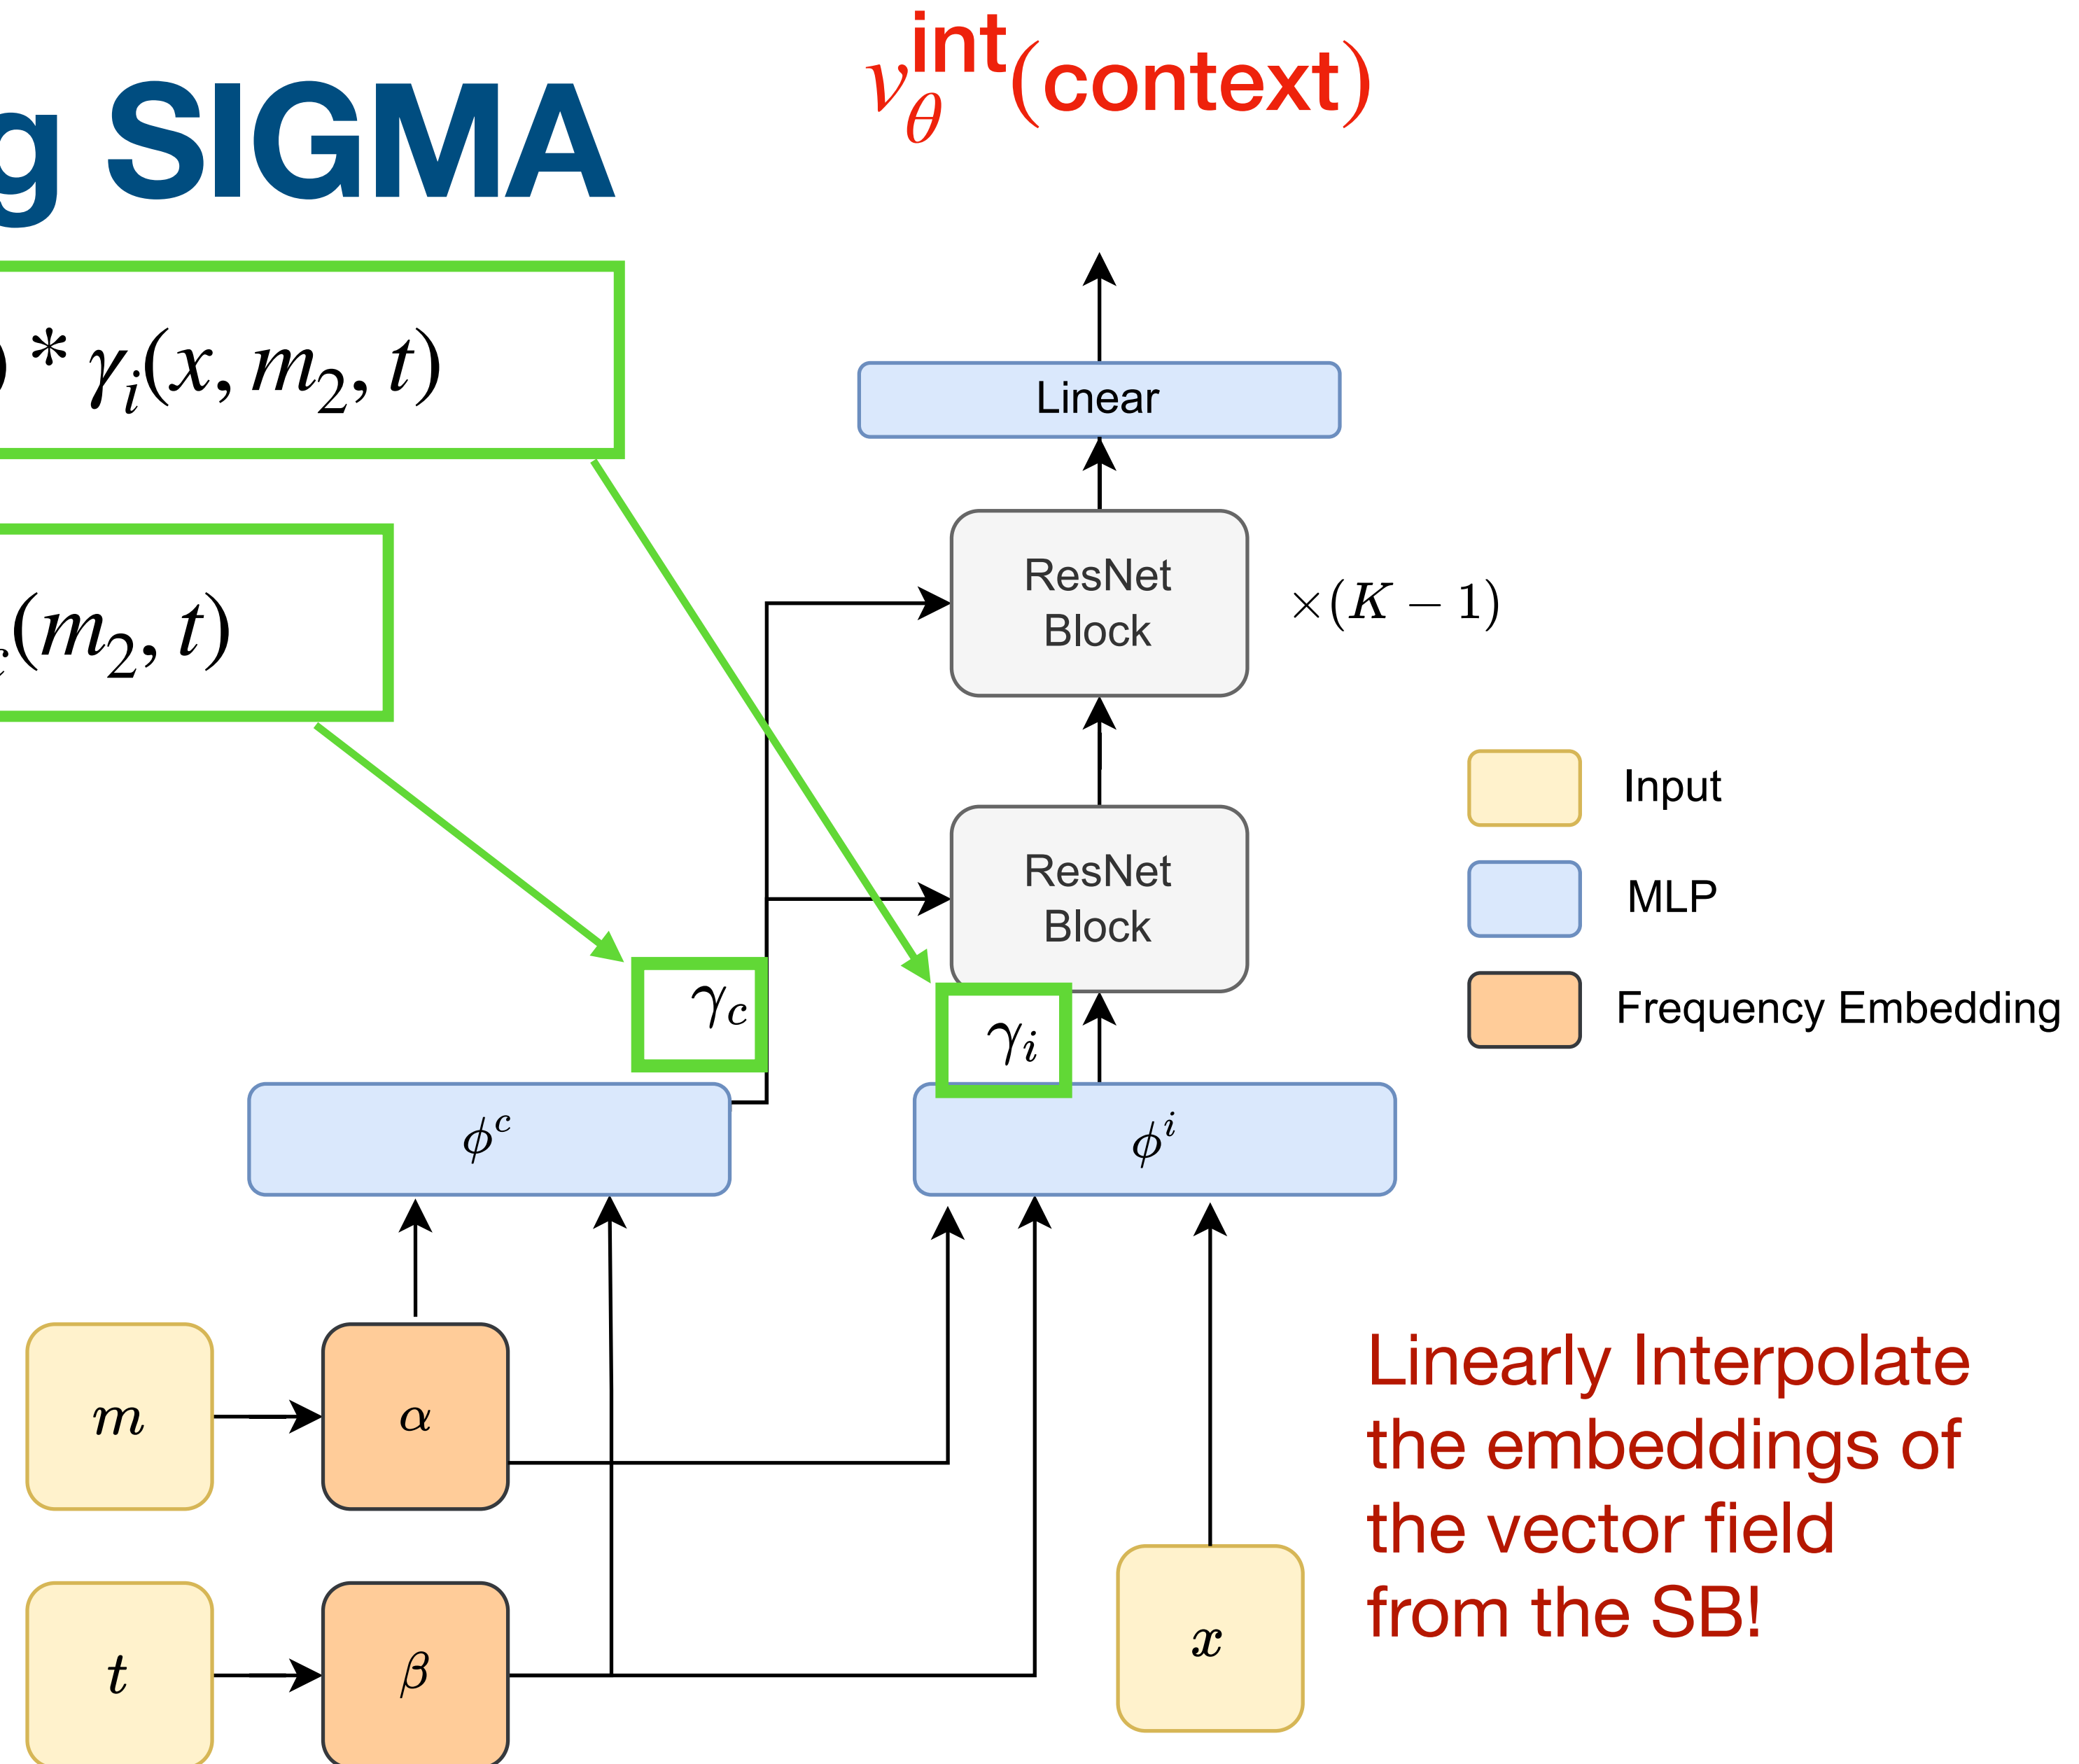 g SIGMA
v_θ^int(context)
) * γ_i(x, m_2, t)
_c(m_2, t)
Linear
ResNet
Block
×(K − 1)
ResNet
Block
Input
MLP
Frequency Embedding
γ_c
γ_i
ϕ^c
ϕ^i
m
α
t
β
x
Linearly Interpolate
the embeddings of
the vector field
from the SB!